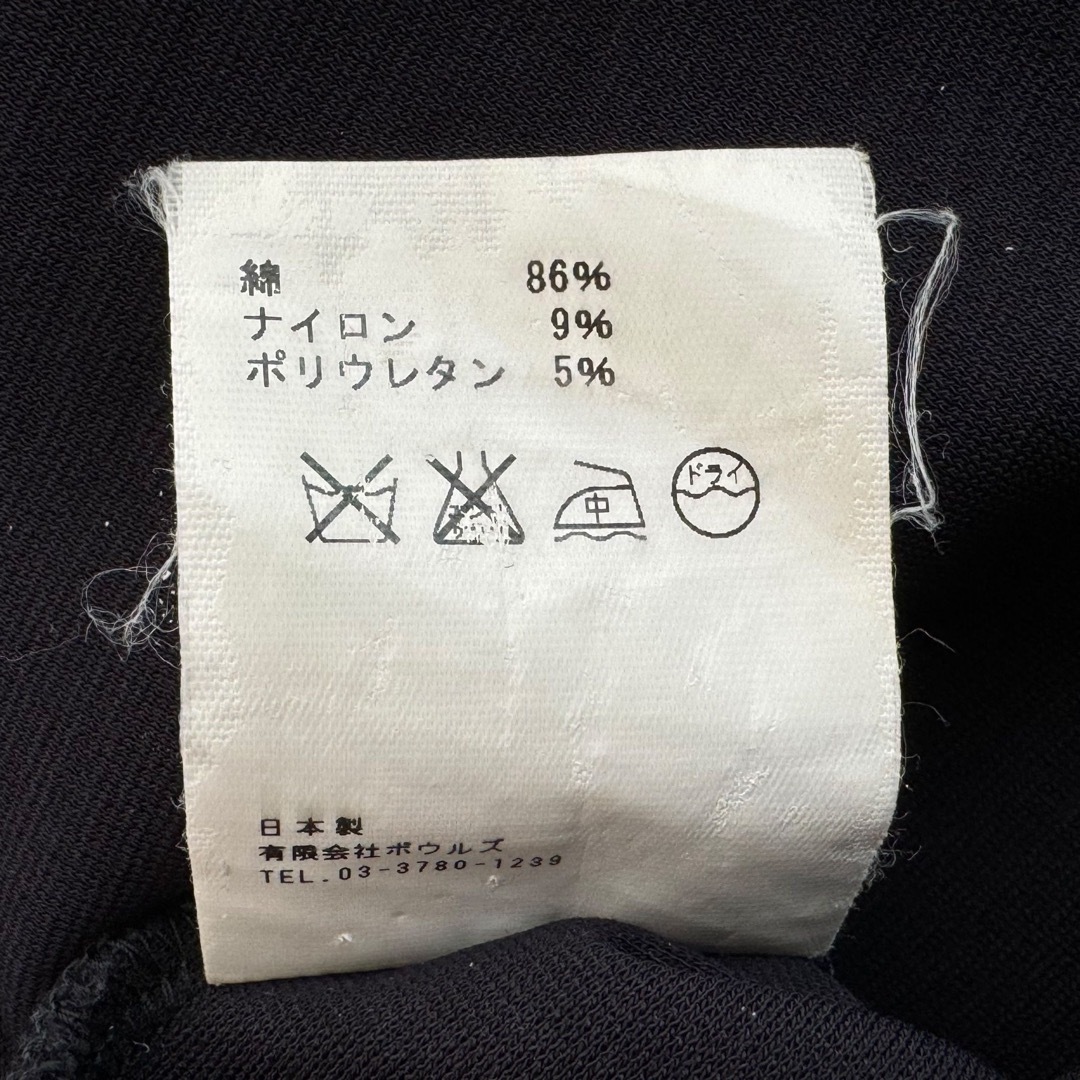 綿 86%
ナイロン 9%
ポリウレタン 5%
中 ドライ
日本製
有限会社ボウルズ
TEL.03-3780-1239